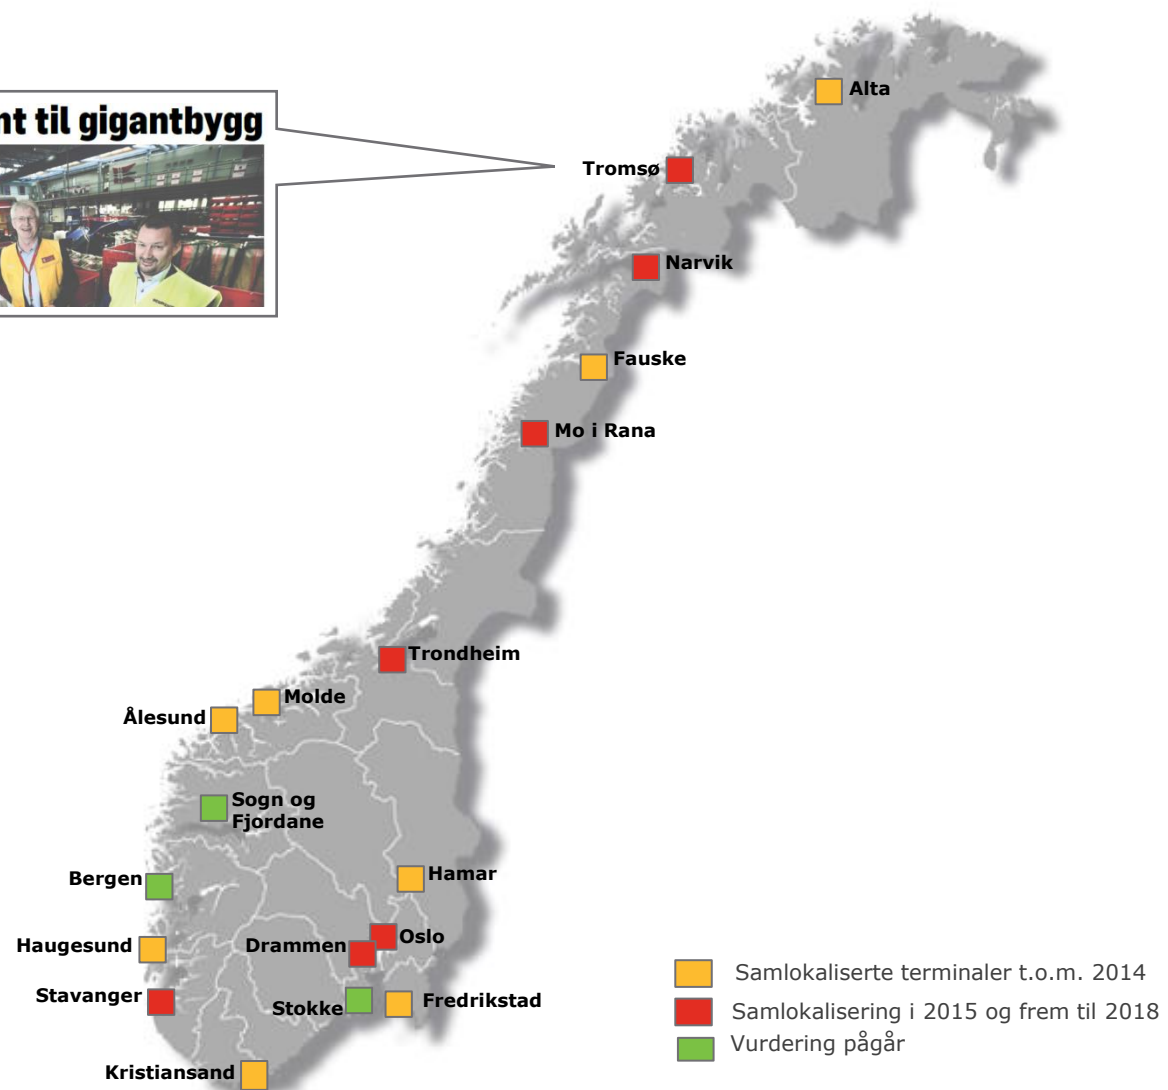 til gigantbygg
Alta
Tromsø
Narvik
Fauske
Mo i Rana
Trondheim
Molde
Ålesund
Sogn og
Fjordane
Bergen
Hamar
Haugesund
Drammen
Oslo
Stavanger
Stokke
Fredrikstad
Kristiansand
Samlokaliserte terminaler t.o.m. 2014
Samlokalisering i 2015 og frem til 2018
Vurdering pågår